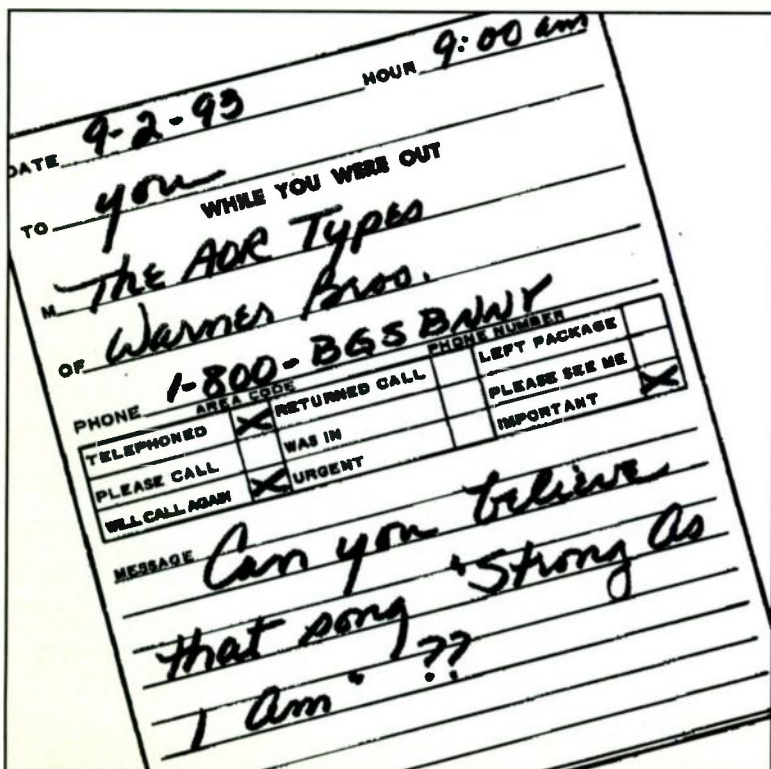 DATE 9-2-93 HOUR 9:00 am
TO you
WHILE YOU WERE OUT
M The AOR Types
OF Warner Bros.
PHONE 1-800-BGS BNNY
AREA CODE PHONE NUMBER
TELEPHONED X RETURNED CALL LEFT PACKAGE
PLEASE CALL WAS IN PLEASE SEE ME
WILL CALL AGAIN X URGENT IMPORTANT X
MESSAGE Can you believe
that song "Strong As
I Am" ??